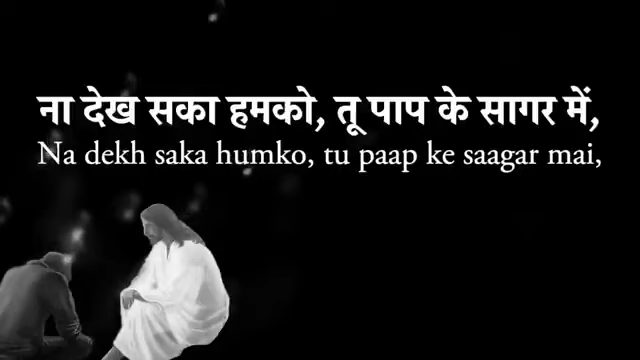 ना देख सका हमको, तू पाप के सागर में,
Na dekh saka humko, tu paap ke saagar mai,